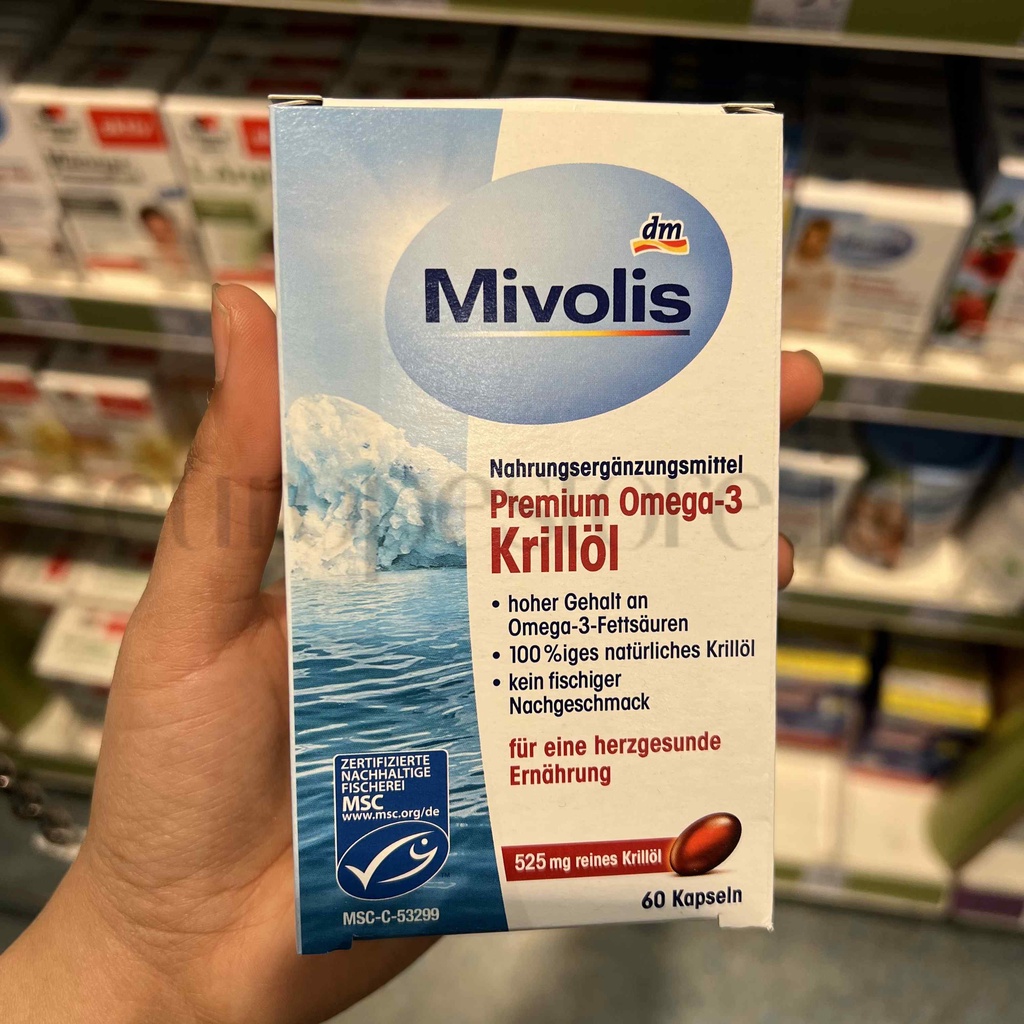 dm
Mivolis
Nahrungsergänzungsmittel
Premium Omega-3
Krillöl
• hoher Gehalt an
Omega-3-Fettsäuren
• 100%iges natürliches Krillöl
• kein fischiger
Nachgeschmack
für eine herzgesunde
Ernährung
ZERTIFIZIERTE
NACHHALTIGE
FISCHEREI
MSC
www.msc.org/de
MSC-C-53299
525 mg reines Krillöl
60 Kapseln